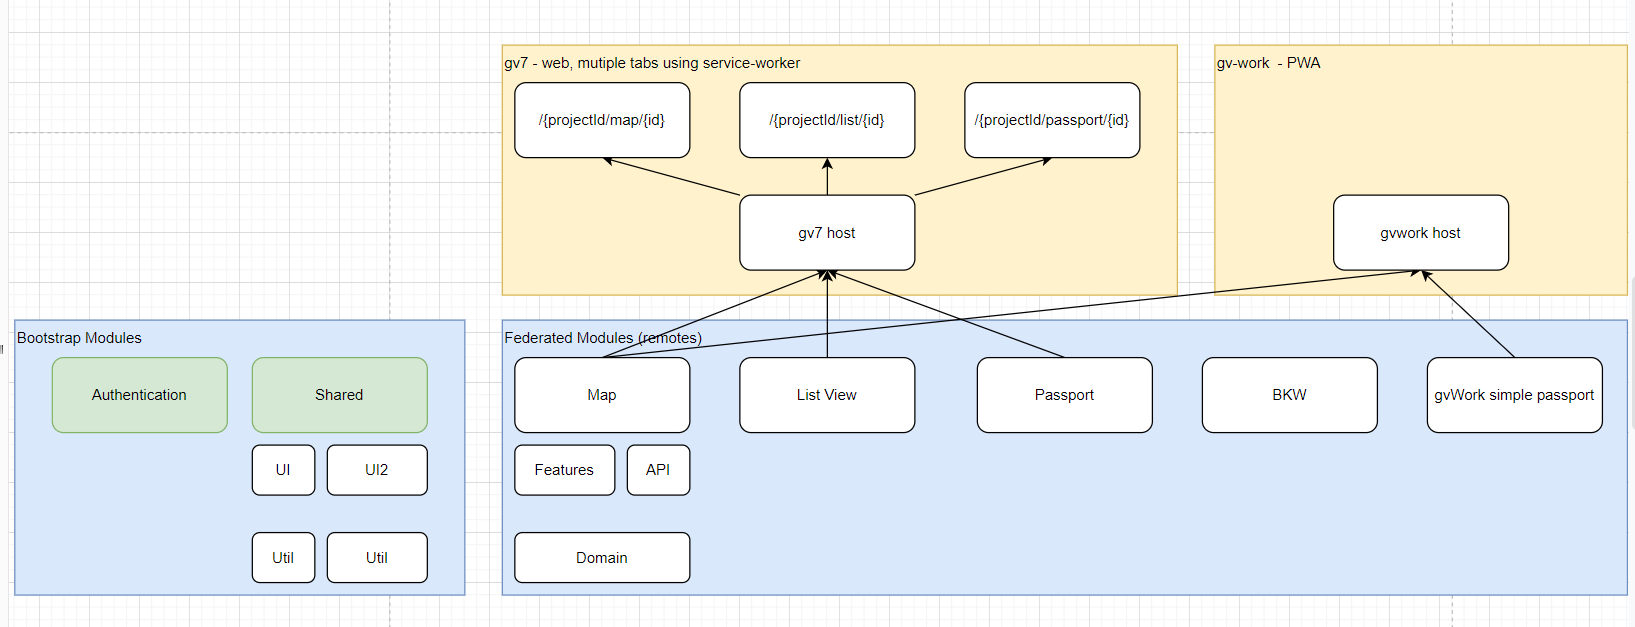 gv7 - web, mutiple tabs using service-worker
/{projectId/map/{id}
/{projectId/list/{id}
/{projectId/passport/{id}
gv7 host
gv-work - PWA
gvwork host
Bootstrap Modules
Authentication
Shared
UI
UI2
Util
Util
Federated Modules (remotes)
Map
List View
Passport
BKW
gvWork simple passport
Features
API
Domain